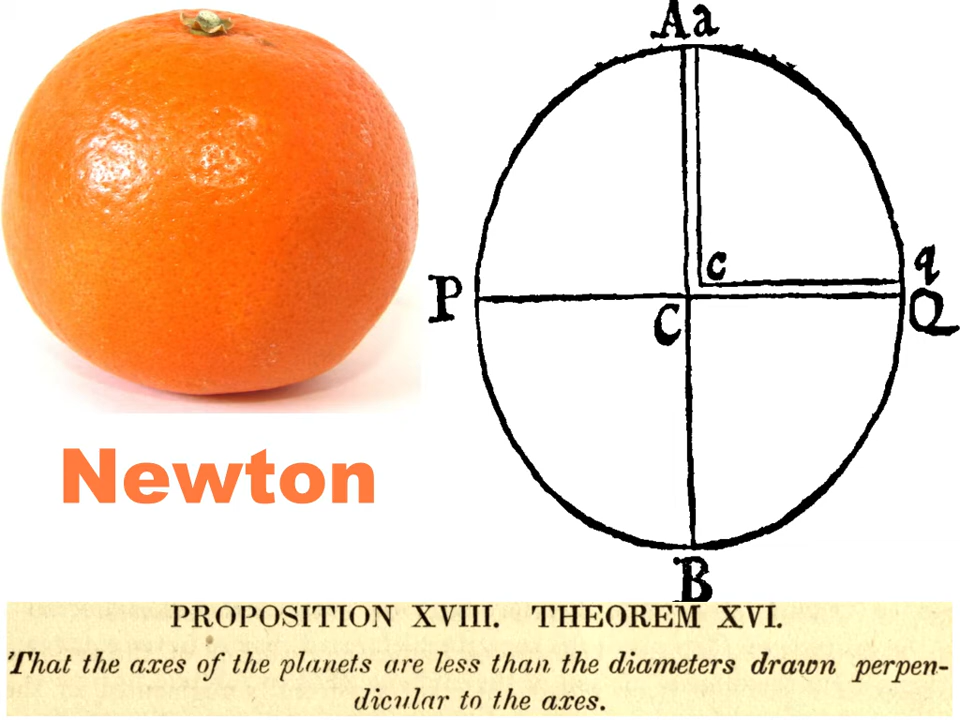 Aa
c
q
P
Q
C
Newton
B
PROPOSITION XVIII. THEOREM XVI.
That the axes of the planets are less than the diameters drawn perpen-
dicular to the axes.